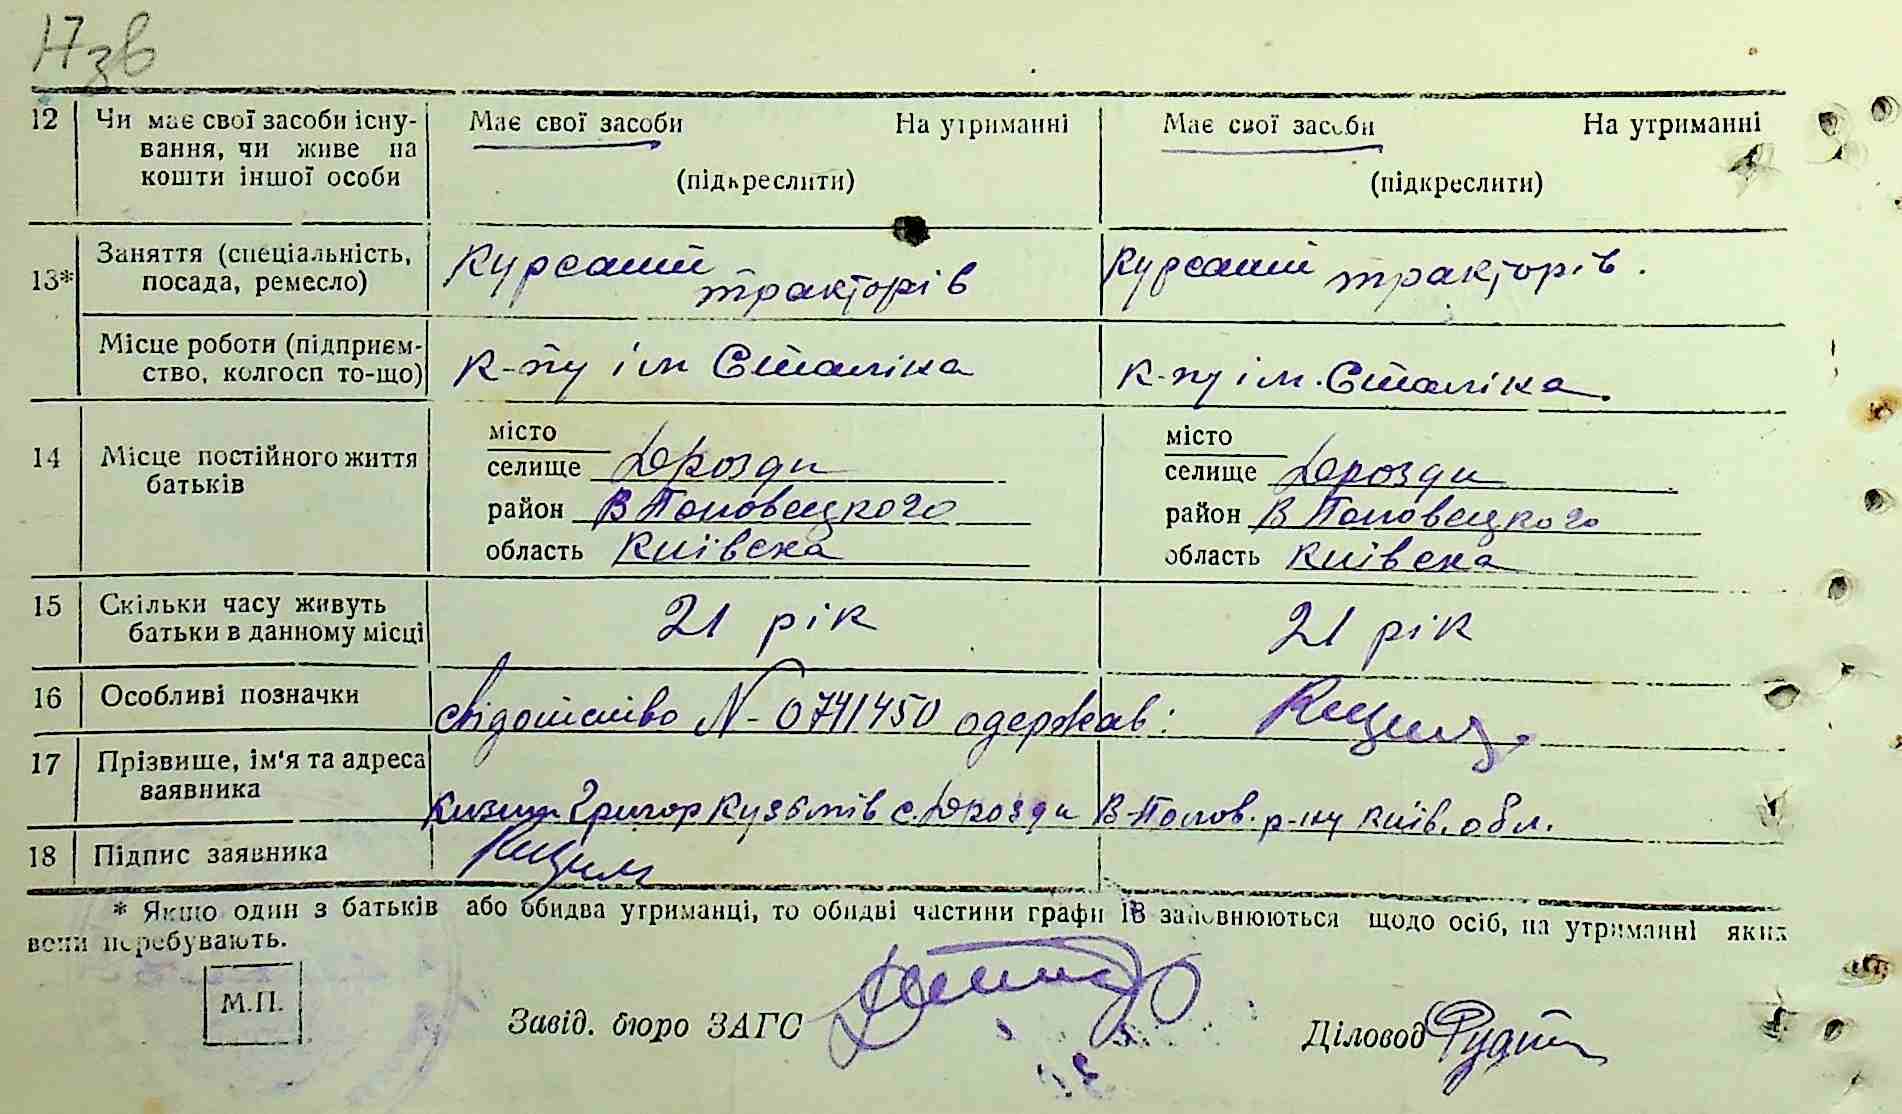 Нзв
12 Чи має свої засоби існування, чи живе на кошти іншої особи Має свої засоби На утриманні (підкреслити) Має свої засоби На утриманні (підкреслити)
13* Заняття (спеціальність, посада, ремесло) Курсант тракторів Курсант тракторів.
Місце роботи (підприємство, колгосп то-що) к-пу ім Сталіна к-пу ім. Сталіна.
14 Місце постійного життя батьків
місто місто
селище Дрозди селище Дрозди
район В Половецкого район В Половецкого
область Київска область Київска
15 Скільки часу живуть батьки в данному місці 21 рік 21 рік
16 Особливі позначки свідоцтво N- 0741450 одержав:
17 Прізвище, ім'я та адреса заявника Григор Кузьмів с. Дрозди В-Полов. р-ну Київ. обл.
18 Підпис заявника
* Якщо один з батьків або обидва утриманці, то обидві частини графи 13 заповнюються щодо осіб, на утриманні яких
вони перебувають.
М.П.
Завід. бюро ЗАГС Діловод